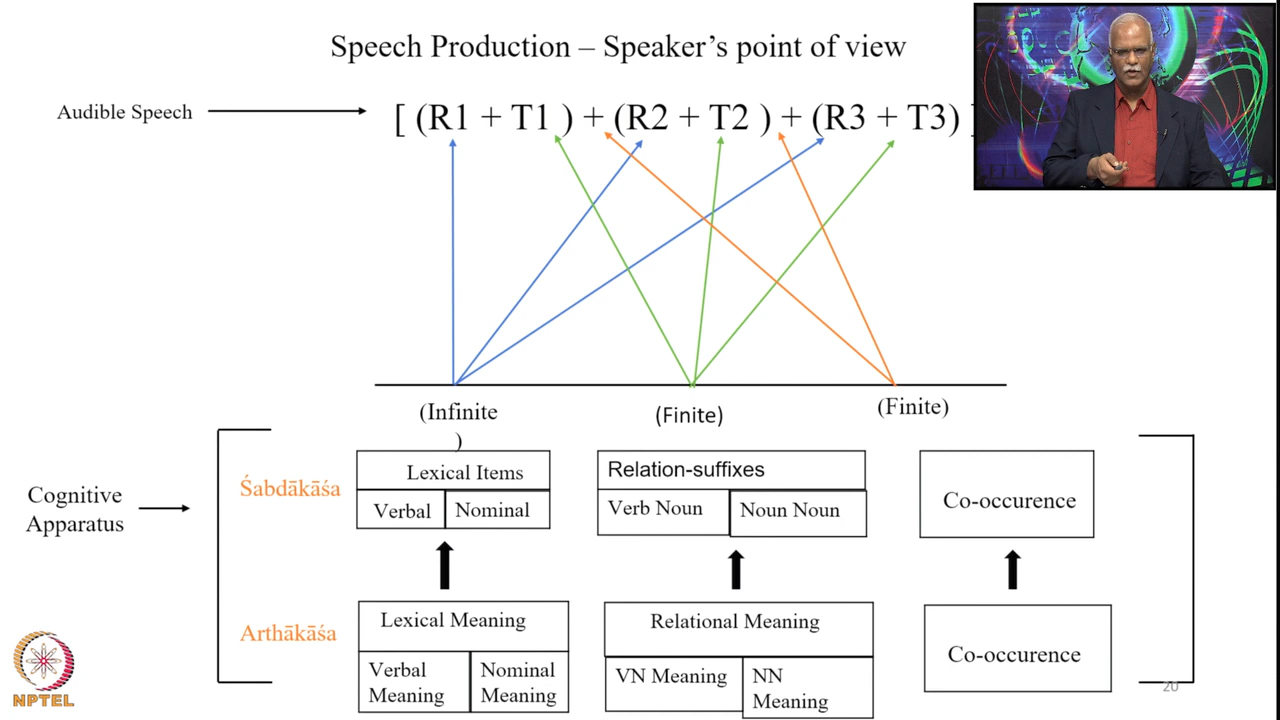 Speech Production – Speaker's point of view
Audible Speech
[ (R1 + T1 ) + (R2 + T2 ) + (R3 + T3) ]
(Infinite
)
(Finite)
(Finite)
Cognitive
Apparatus
Śabdākāśa
Lexical Items
Verbal
Nominal
Relation-suffixes
Verb Noun
Noun Noun
Co-occurence
Arthākāśa
Lexical Meaning
Verbal
Meaning
Nominal
Meaning
Relational Meaning
VN Meaning
NN
Meaning
Co-occurence
20
NPTEL